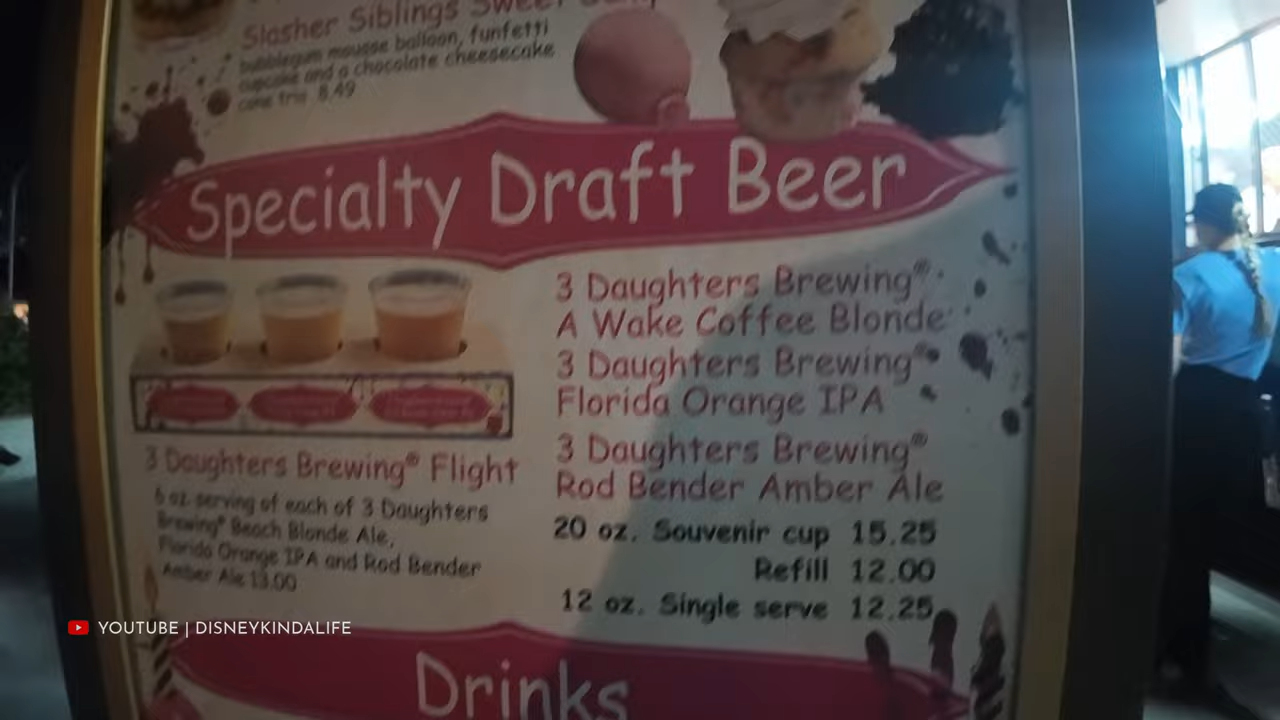 Slasher Siblings Sweet
bubblegum mousse balloon, funfetti
cupcake and a chocolate cheesecake
cone trio 8.49
Specialty Draft Beer
3 Daughters Brewing®
A Wake Coffee Blonde
3 Daughters Brewing®
Florida Orange IPA
3 Daughters Brewing®
Rod Bender Amber Ale
20 oz. Souvenir cup 15.25
Refill 12.00
12 oz. Single serve 12.25
3 Daughters Brewing® Flight
6 oz. serving of each of 3 Daughters
Brewing® Beach Blonde Ale,
Florida Orange IPA and Rod Bender
Amber Ale 13.00
YOUTUBE | DISNEYKINDALIFE
Drinks